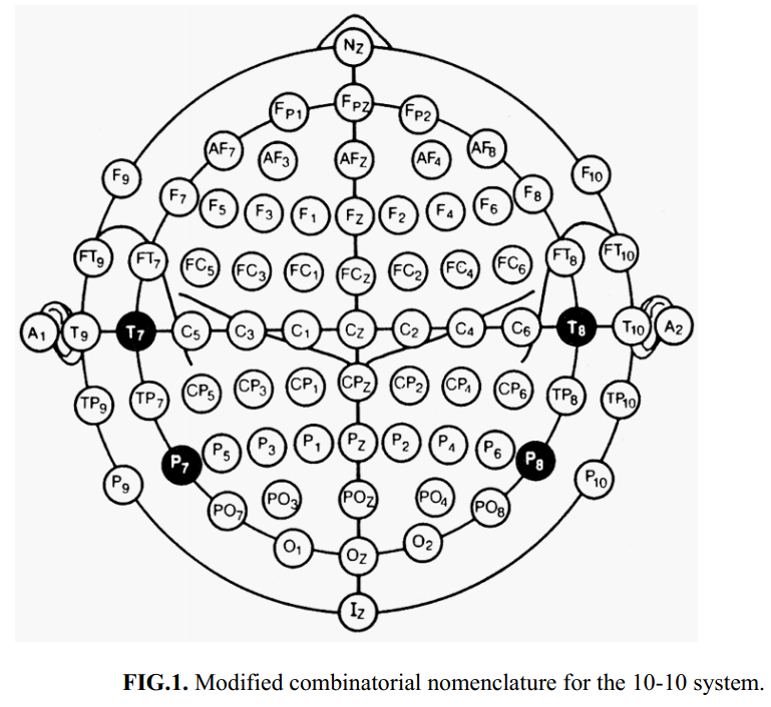 Nz
Fp1 Fpz Fp2
AF7 AF3 AFz AF4 AF8
F9 F7 F5 F3 F1 Fz F2 F4 F6 F8 F10
FT9 FT7 FC5 FC3 FC1 FCz FC2 FC4 FC6 FT8 FT10
A1 T9 T7 C5 C3 C1 Cz C2 C4 C6 T8 T10 A2
TP9 TP7 CP5 CP3 CP1 CPz CP2 CP4 CP6 TP8 TP10
P9 P7 P5 P3 P1 Pz P2 P4 P6 P8 P10
PO7 PO3 POz PO4 PO8
O1 Oz O2
Iz
FIG.1. Modified combinatorial nomenclature for the 10-10 system.